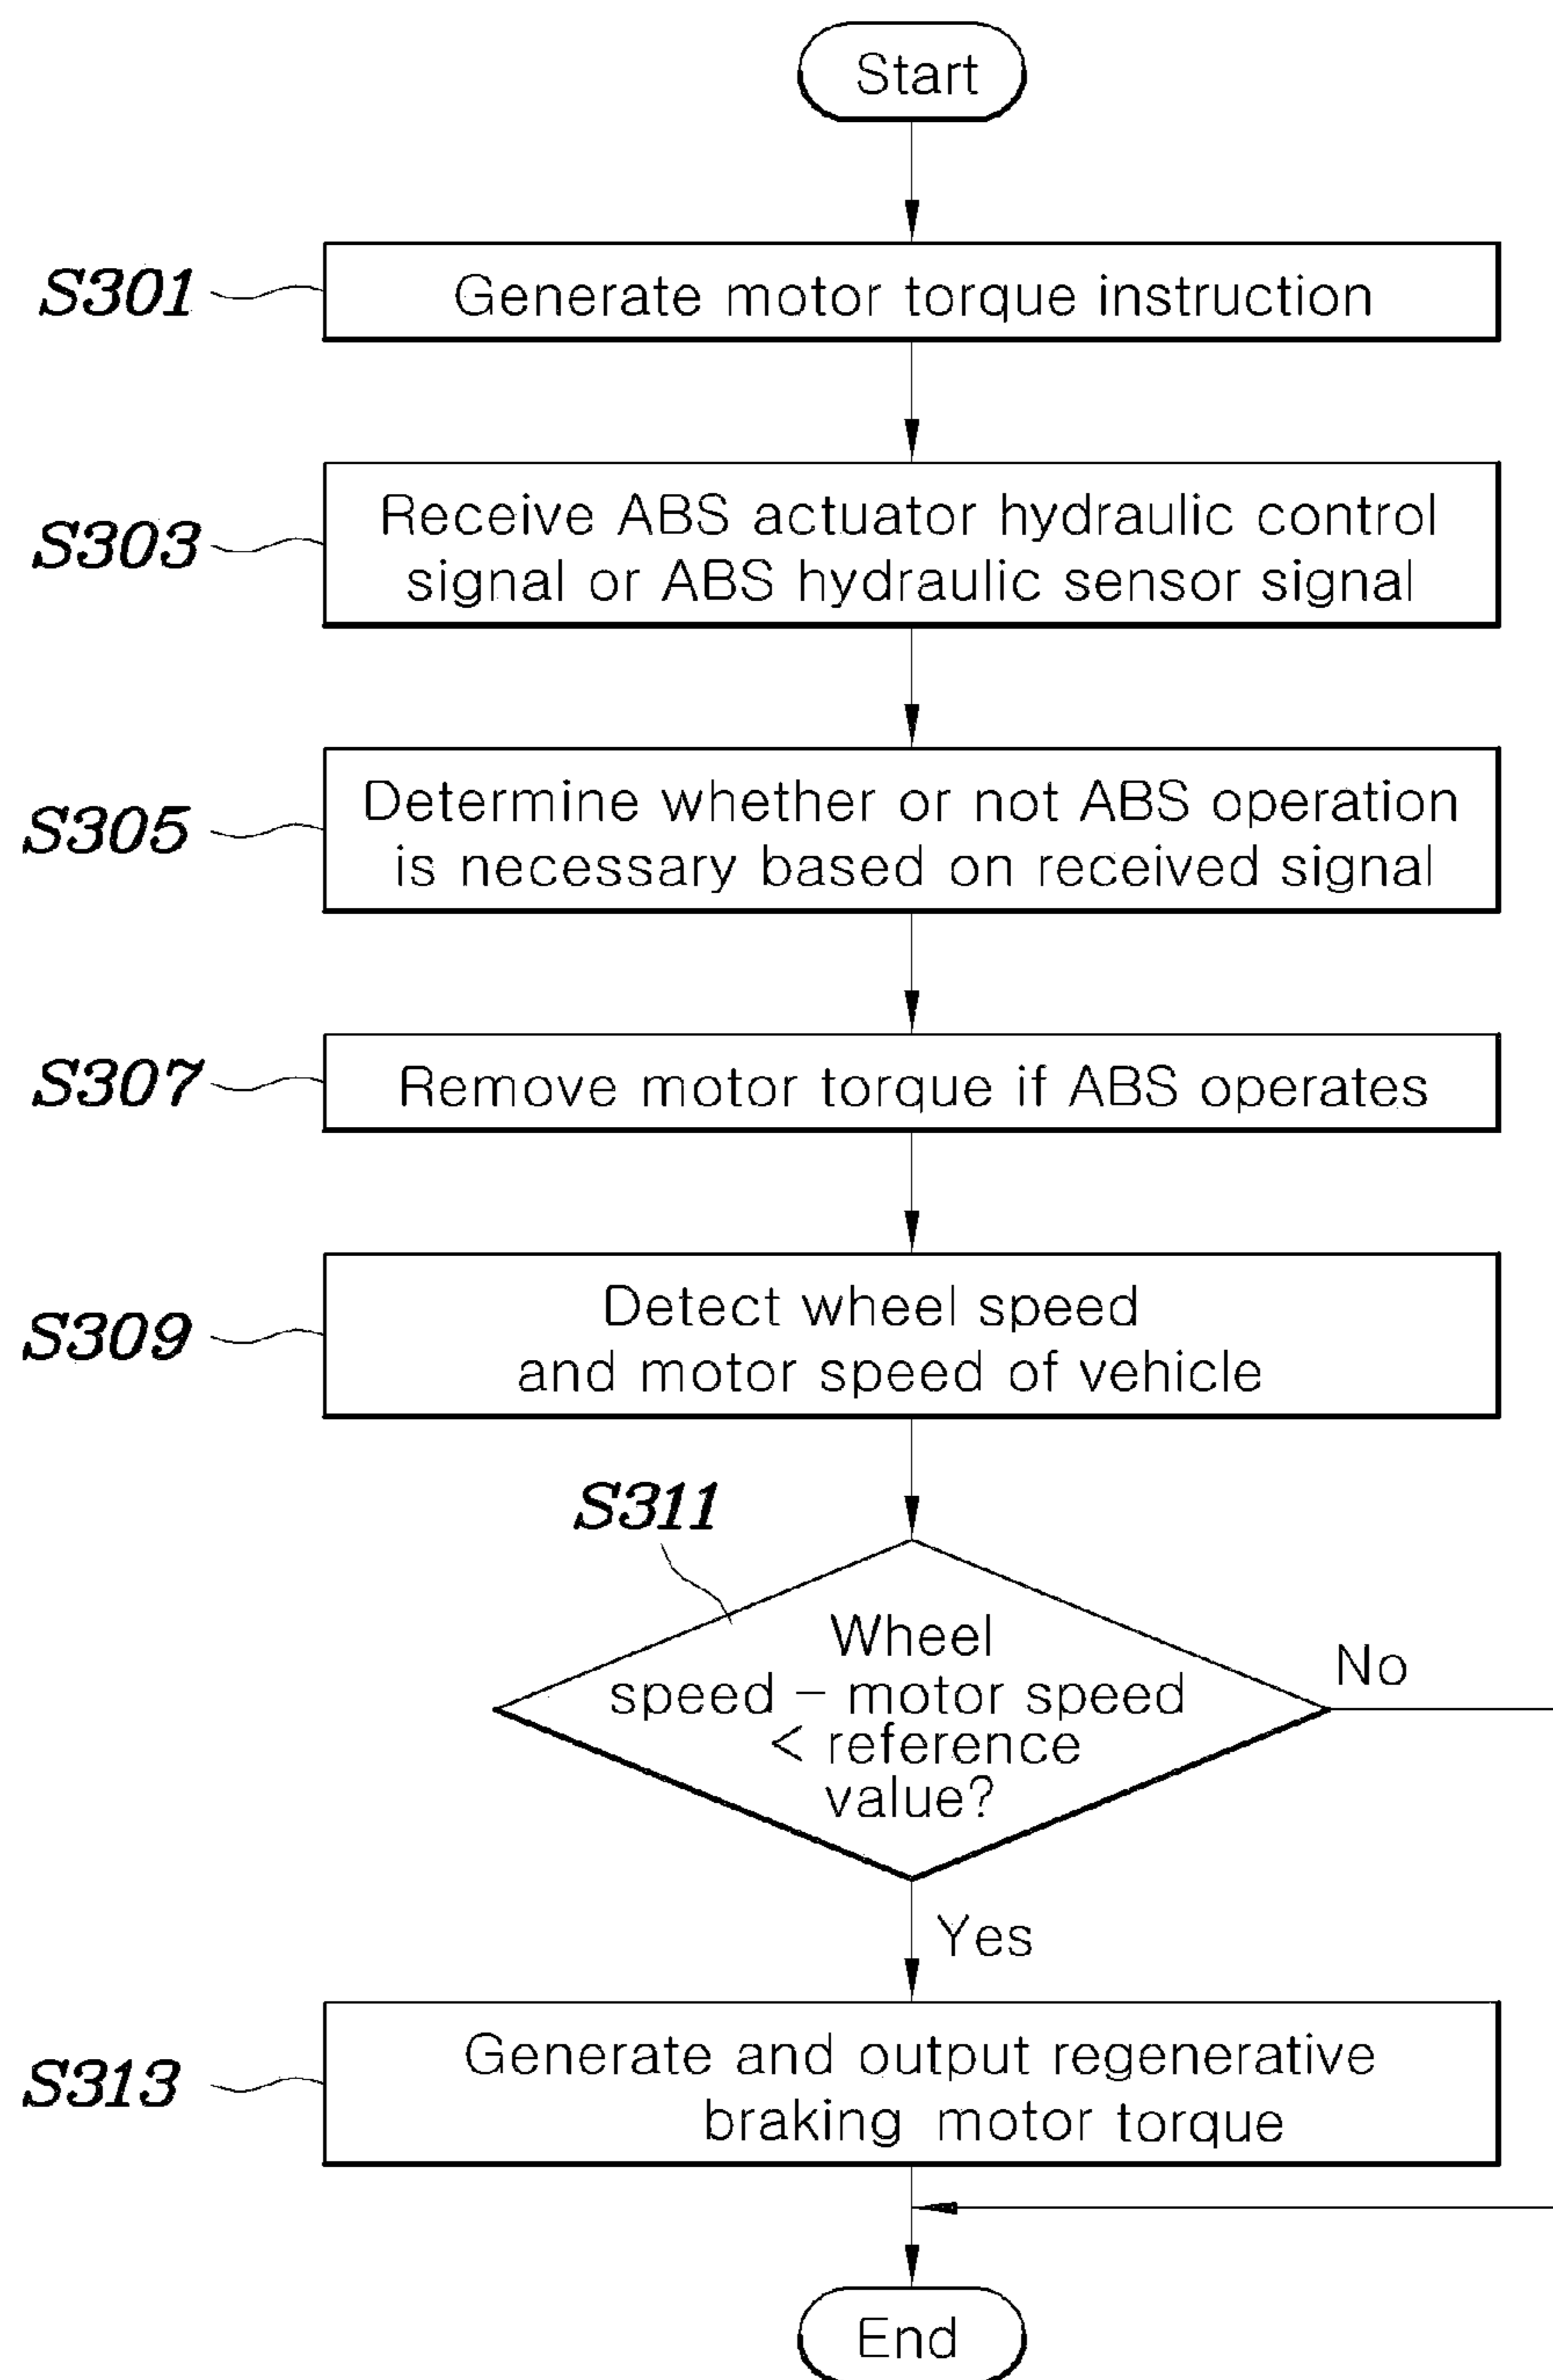 Start
S301
Generate motor torque instruction
S303
Receive ABS actuator hydraulic control
signal or ABS hydraulic sensor signal
S305
Determine whether or not ABS operation
is necessary based on received signal
S307
Remove motor torque if ABS operates
S309
Detect wheel speed
and motor speed of vehicle
S311
Wheel
speed – motor speed
< reference
value?
No
Yes
S313
Generate and output regenerative
braking motor torque
End